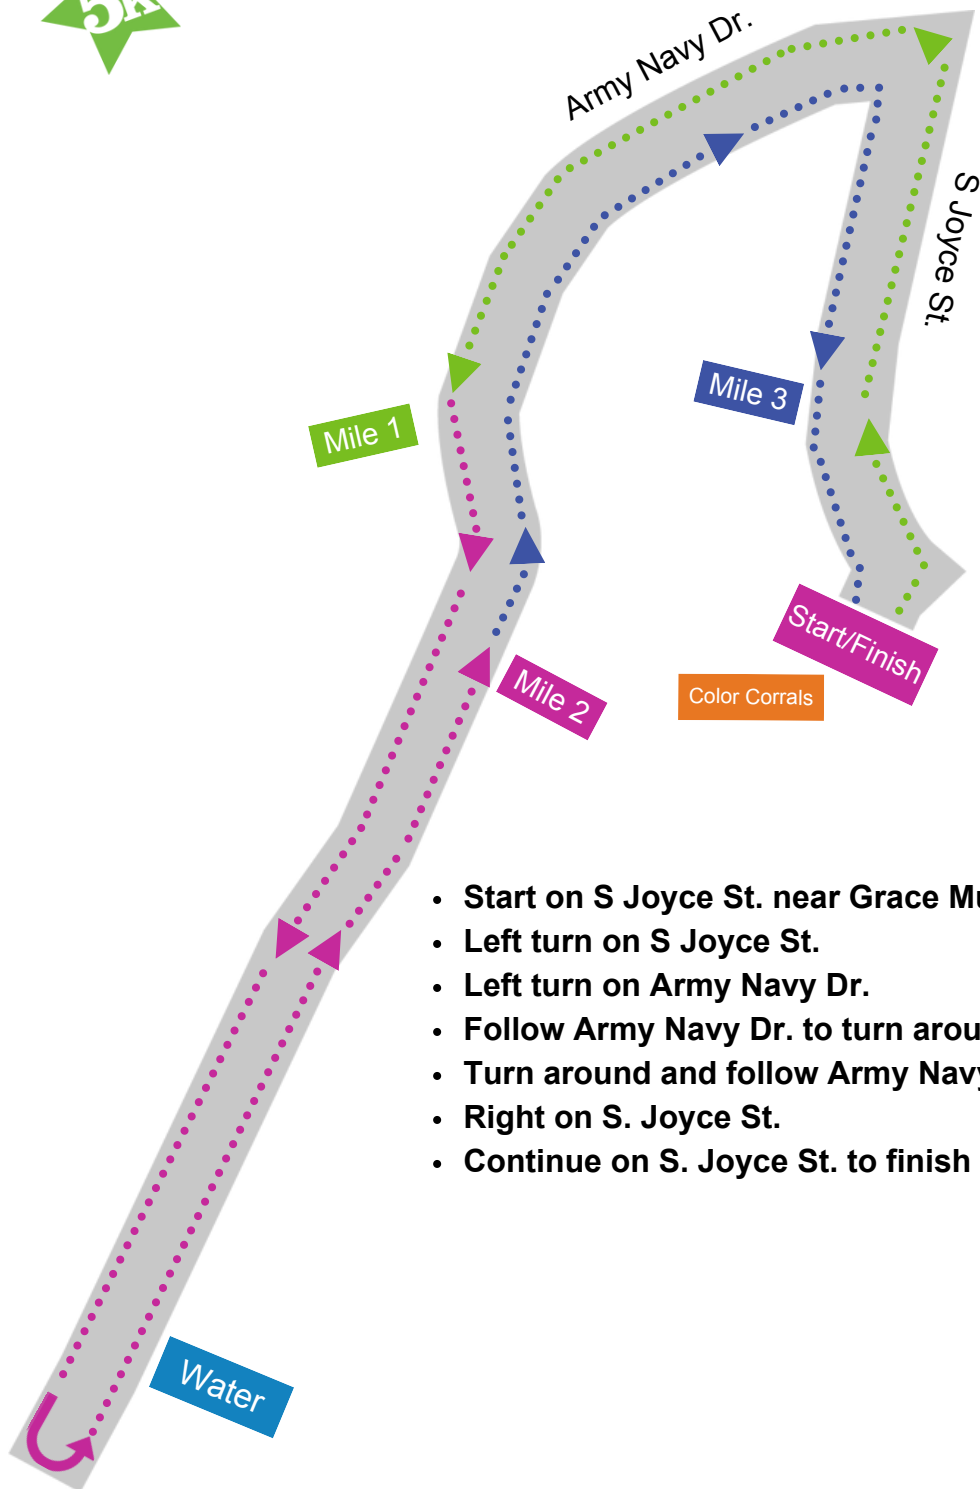 5K
Army Navy Dr.
S Joyce St.
Mile 1
Mile 3
Start/Finish
Mile 2
Color Corrals
• Start on S Joyce St. near Grace
• Left turn on S Joyce St.
• Left turn on Army Navy Dr.
• Follow Army Navy Dr. to turn
• Turn around and follow Army Navy
• Right on S. Joyce St.
• Continue on S. Joyce St. to finish
Water